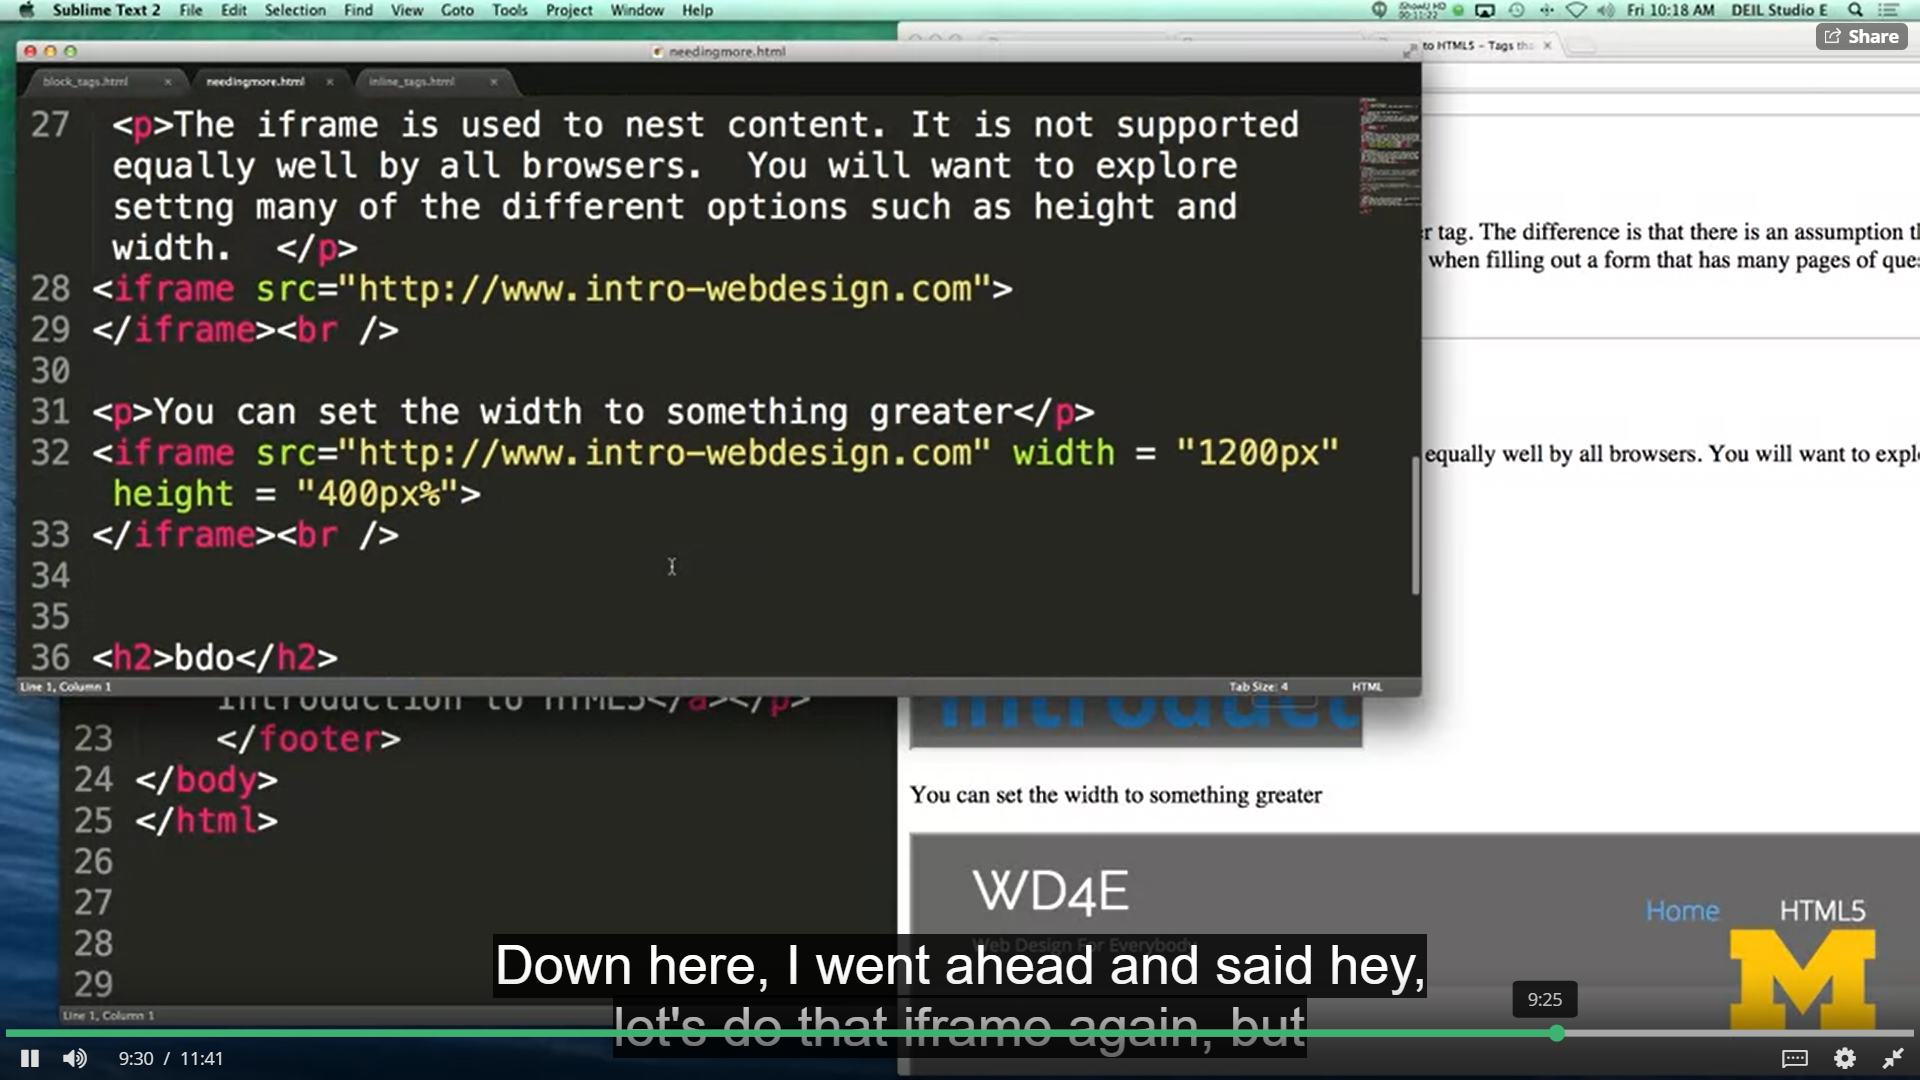 Sublime Text 2 File Edit Selection Find View Goto Tools Project Window Help
00:11:22 Fri 10:18 AM DEIL Studio E
needingmore.html
to HTML5 - Tags tha
Share
block_tags.html needingmore.html inline_tags.html
27 <p>The iframe is used to nest content. It is not supported
equally well by all browsers.  You will want to explore
settng many of the different options such as height and
width.  </p>
28 <iframe src="http://www.intro-webdesign.com">
29 </iframe><br />
30
31 <p>You can set the width to something greater</p>
32 <iframe src="http://www.intro-webdesign.com" width = "1200px"
height = "400px%">
33 </iframe><br />
34
35
36 <h2>bdo</h2>
Line 1, Column 1 Tab Size: 4 HTML
r tag. The difference is that there is an assumption th
when filling out a form that has many pages of que
equally well by all browsers. You will want to expl
Introduction to HTML5</a></p>
23 </footer>
24 </body>
25 </html>
26
27
28
29
Line 1, Column 1
Introduct
You can set the width to something greater
WD4E
Web Design For Everybody
Home HTML5
M
Down here, I went ahead and said hey,
let's do that iframe again, but
9:25
9:30 / 11:41